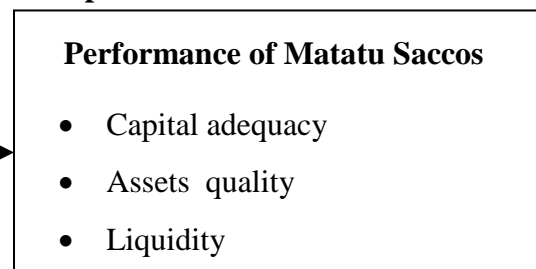 Performance of Matatu Saccos
• Capital adequacy
• Assets quality
• Liquidity